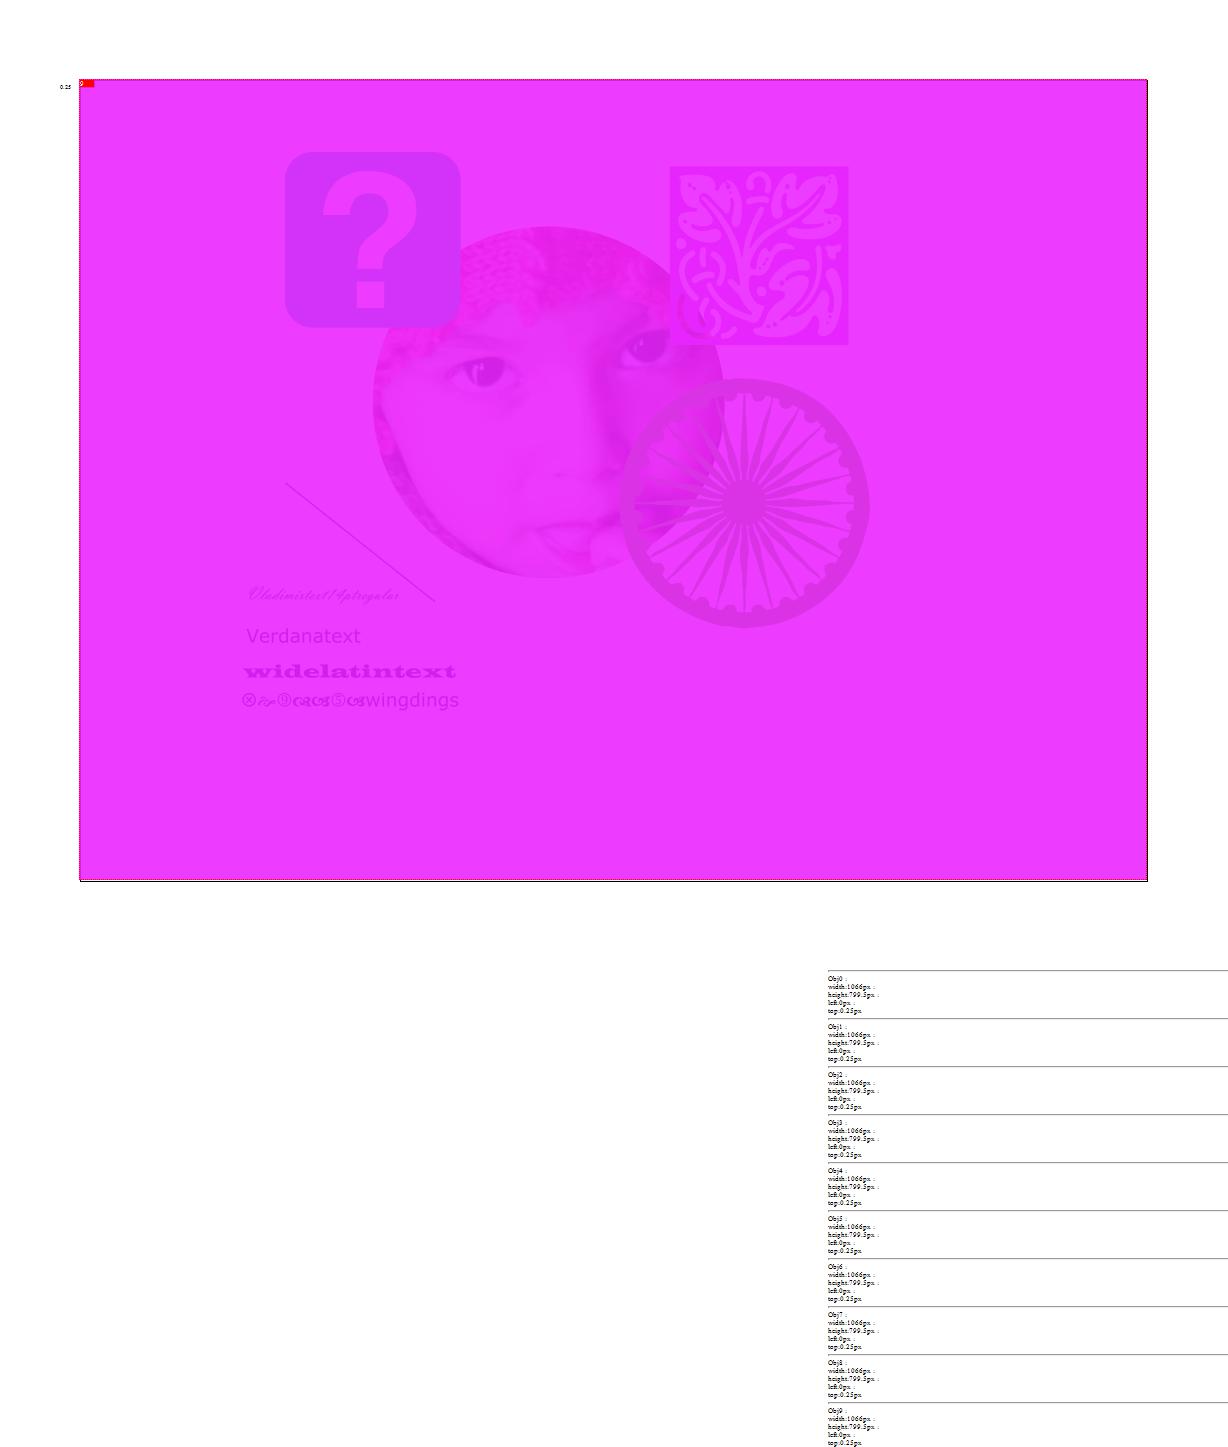 0.25
?
Vladimirtext14ptregular
Verdanatext
widelatintext
wingdings
Obj0 :
width:1066px :
height:799.5px :
left:0px :
top:0.25px
Obj1 :
width:1066px :
height:799.5px :
left:0px :
top:0.25px
Obj2 :
width:1066px :
height:799.5px :
left:0px :
top:0.25px
Obj3 :
width:1066px :
height:799.5px :
left:0px :
top:0.25px
Obj4 :
width:1066px :
height:799.5px :
left:0px :
top:0.25px
Obj5 :
width:1066px :
height:799.5px :
left:0px :
top:0.25px
Obj6 :
width:1066px :
height:799.5px :
left:0px :
top:0.25px
Obj7 :
width:1066px :
height:799.5px :
left:0px :
top:0.25px
Obj8 :
width:1066px :
height:799.5px :
left:0px :
top:0.25px
Obj9 :
width:1066px :
height:799.5px :
left:0px :
top:0.25px